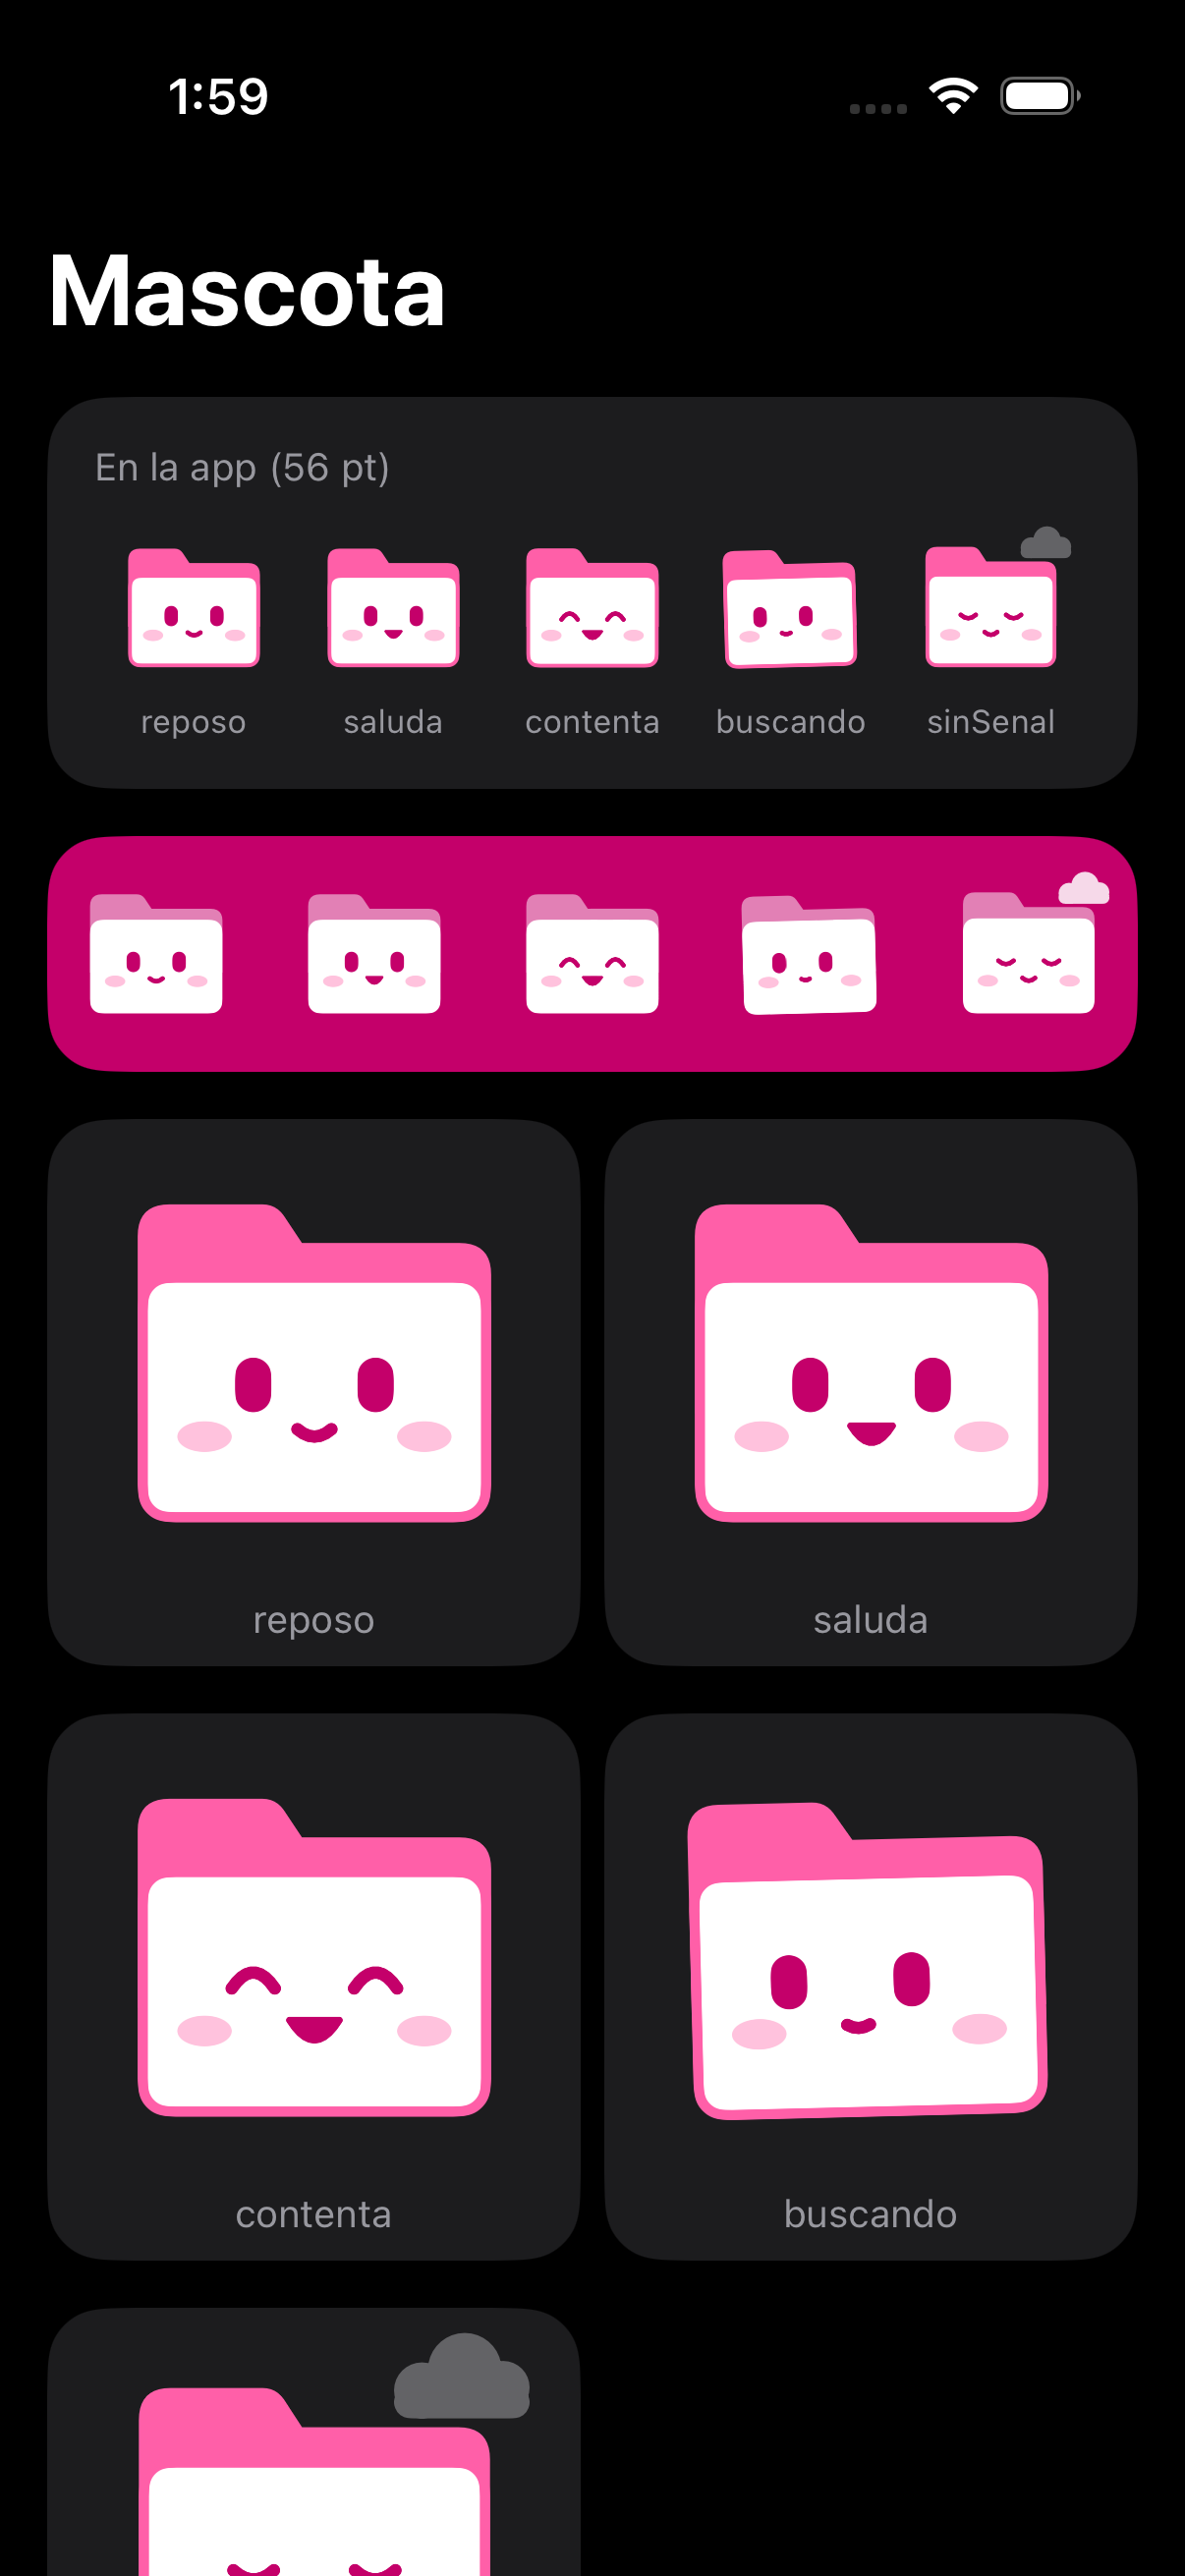 1:59
Mascota
En la app (56 pt)
reposo saluda contenta buscando sinSenal
reposo saluda
contenta buscando